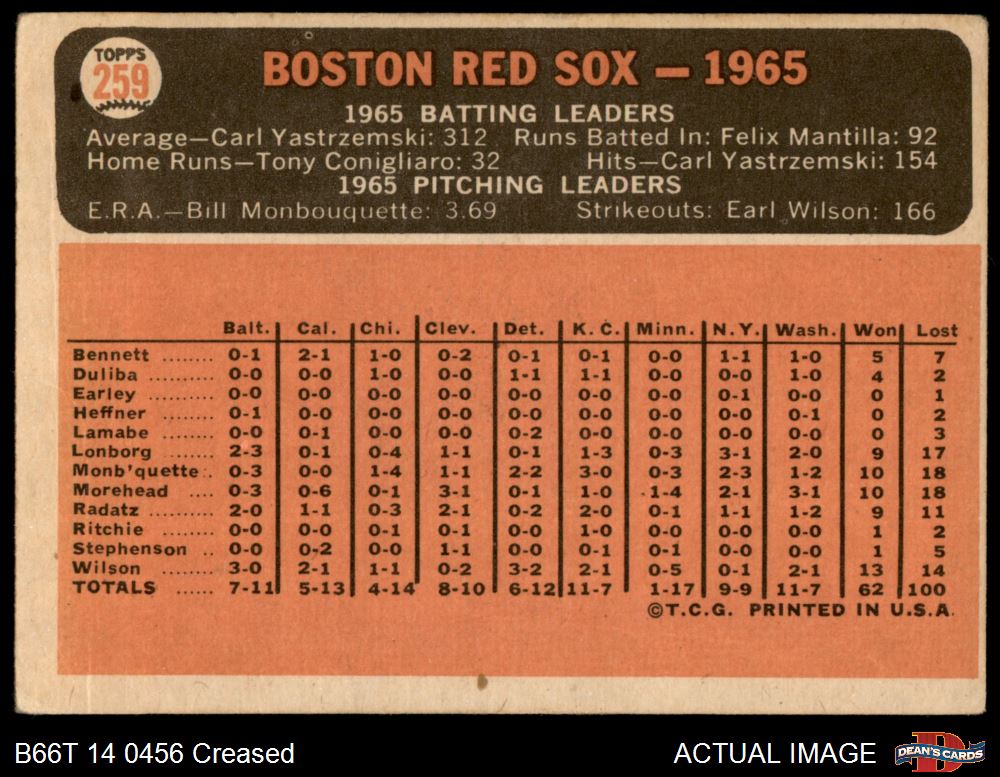 TOPPS
259
BOSTON RED SOX — 1965
1965 BATTING LEADERS
Average—Carl Yastrzemski: 312 Runs Batted In: Felix Mantilla: 92
Home Runs—Tony Conigliaro: 32 Hits—Carl Yastrzemski: 154
1965 PITCHING LEADERS
E.R.A.—Bill Monbouquette: 3.69 Strikeouts: Earl Wilson: 166
Balt. Cal. Chi. Clev. Det. K. C. Minn. N. Y. Wash. Won Lost
Bennett ........ 0-1 2-1 1-0 0-2 0-1 0-1 0-0 1-1 1-0 5 7
Duliba .......... 0-0 0-0 1-0 0-0 1-1 1-1 0-0 0-0 1-0 4 2
Earley .......... 0-0 0-0 0-0 0-0 0-0 0-0 0-0 0-1 0-0 0 1
Heffner ........ 0-1 0-0 0-0 0-0 0-0 0-0 0-0 0-0 0-1 0 2
Lamabe ........ 0-0 0-1 0-0 0-0 0-2 0-0 0-0 0-0 0-0 0 3
Lonborg ........ 2-3 0-1 0-4 1-1 0-1 1-3 0-3 3-1 2-0 9 17
Monb'quette.. 0-3 0-0 1-4 1-1 2-2 3-0 0-3 2-3 1-2 10 18
Morehead .... 0-3 0-6 0-1 3-1 0-1 1-0 1-4 2-1 3-1 10 18
Radatz .......... 2-0 1-1 0-3 2-1 0-2 2-0 0-1 1-1 1-2 9 11
Ritchie .......... 0-0 0-0 0-1 0-1 0-0 1-0 0-0 0-0 0-0 1 2
Stephenson .. 0-0 0-2 0-0 1-1 0-0 0-1 0-1 0-0 0-0 1 5
Wilson .......... 3-0 2-1 1-1 0-2 3-2 2-1 0-5 0-1 2-1 13 14
TOTALS ...... 7-11 5-13 4-14 8-10 6-12 11-7 1-17 9-9 11-7 62 100
©T.C.G. PRINTED IN U.S.A.
B66T 14 0456 Creased ACTUAL IMAGE DEAN'S CARDS